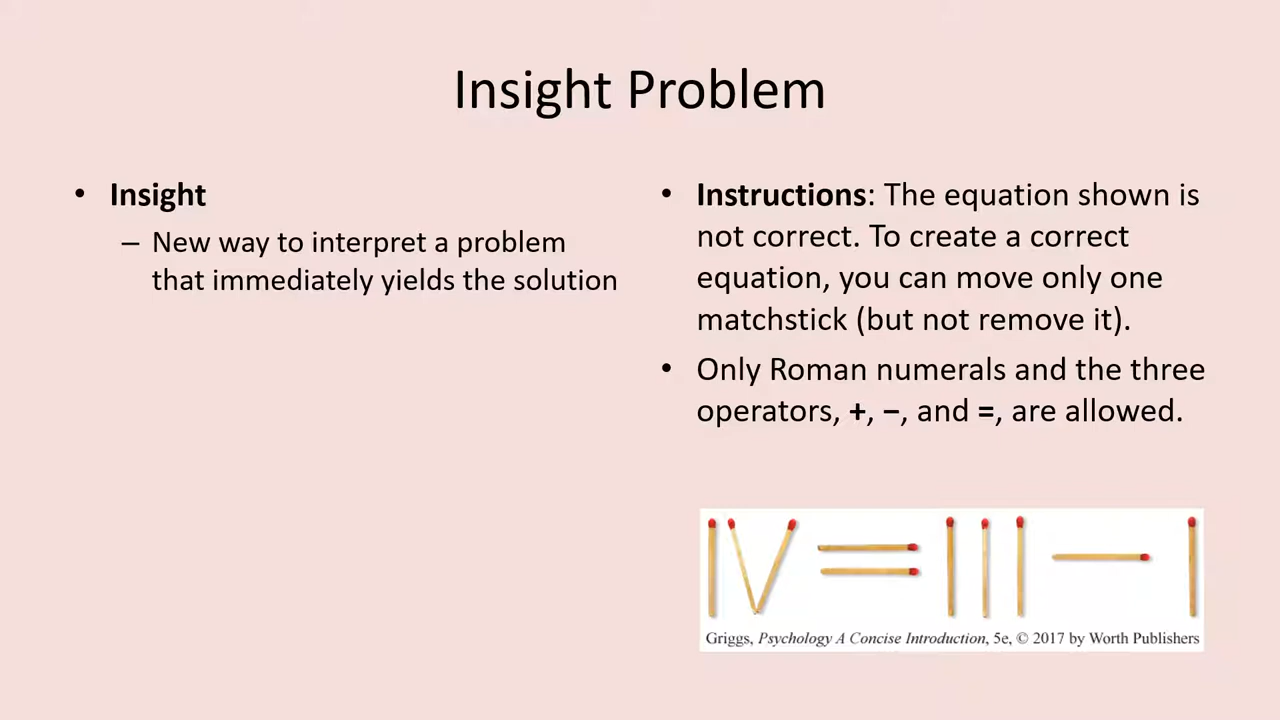 Insight Problem
• Insight
– New way to interpret a problem
that immediately yields the solution
• Instructions: The equation shown is
not correct. To create a correct
equation, you can move only one
matchstick (but not remove it).
• Only Roman numerals and the three
operators, +, −, and =, are allowed.
IV = III − I
Griggs, Psychology A Concise Introduction, 5e, © 2017 by Worth Publishers